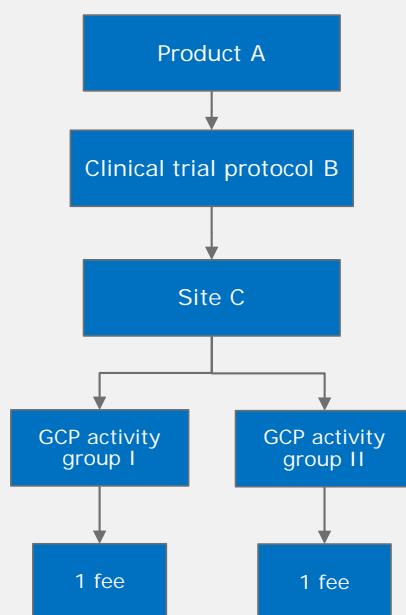 Product A
Clinical trial protocol B
Site C
GCP activity
group I
GCP activity
group II
1 fee
1 fee